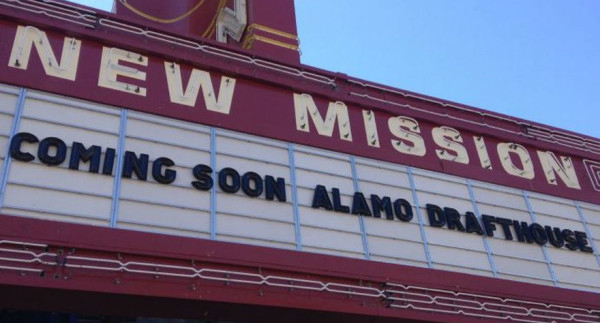 NEW MISSION
COMING SOON ALAMO DRAFTHOUSE